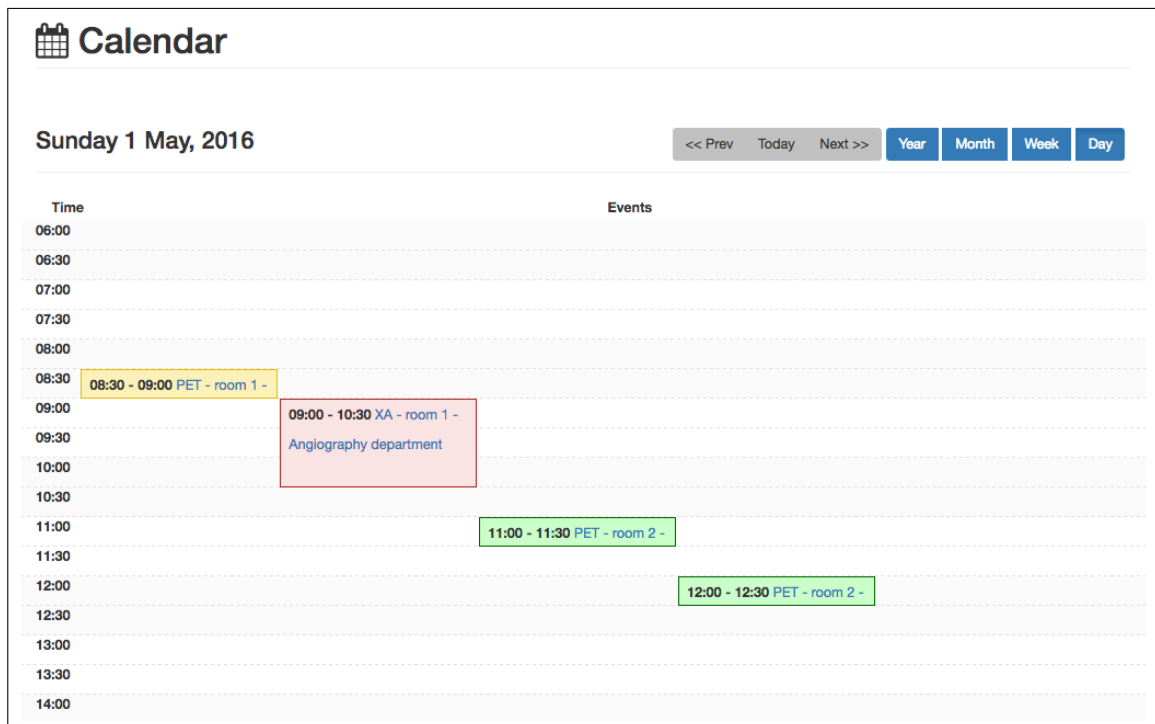 Calendar
Sunday 1 May, 2016
<< Prev Today Next >> Year Month Week Day
Time Events
06:00
06:30
07:00
07:30
08:00
08:30
08:30 - 09:00 PET - room 1 -
09:00
09:00 - 10:30 XA - room 1 -
09:30
Angiography department
10:00
10:30
11:00
11:00 - 11:30 PET - room 2 -
11:30
12:00
12:00 - 12:30 PET - room 2 -
12:30
13:00
13:30
14:00